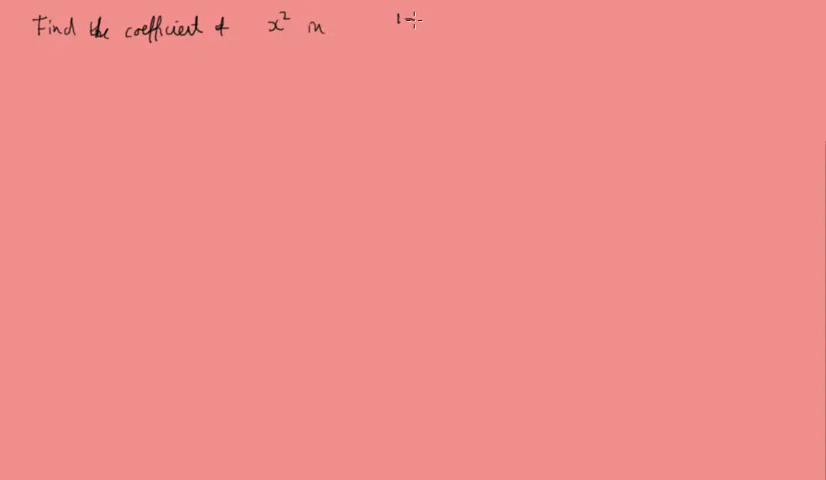 Find the coefficient of x² in 1-